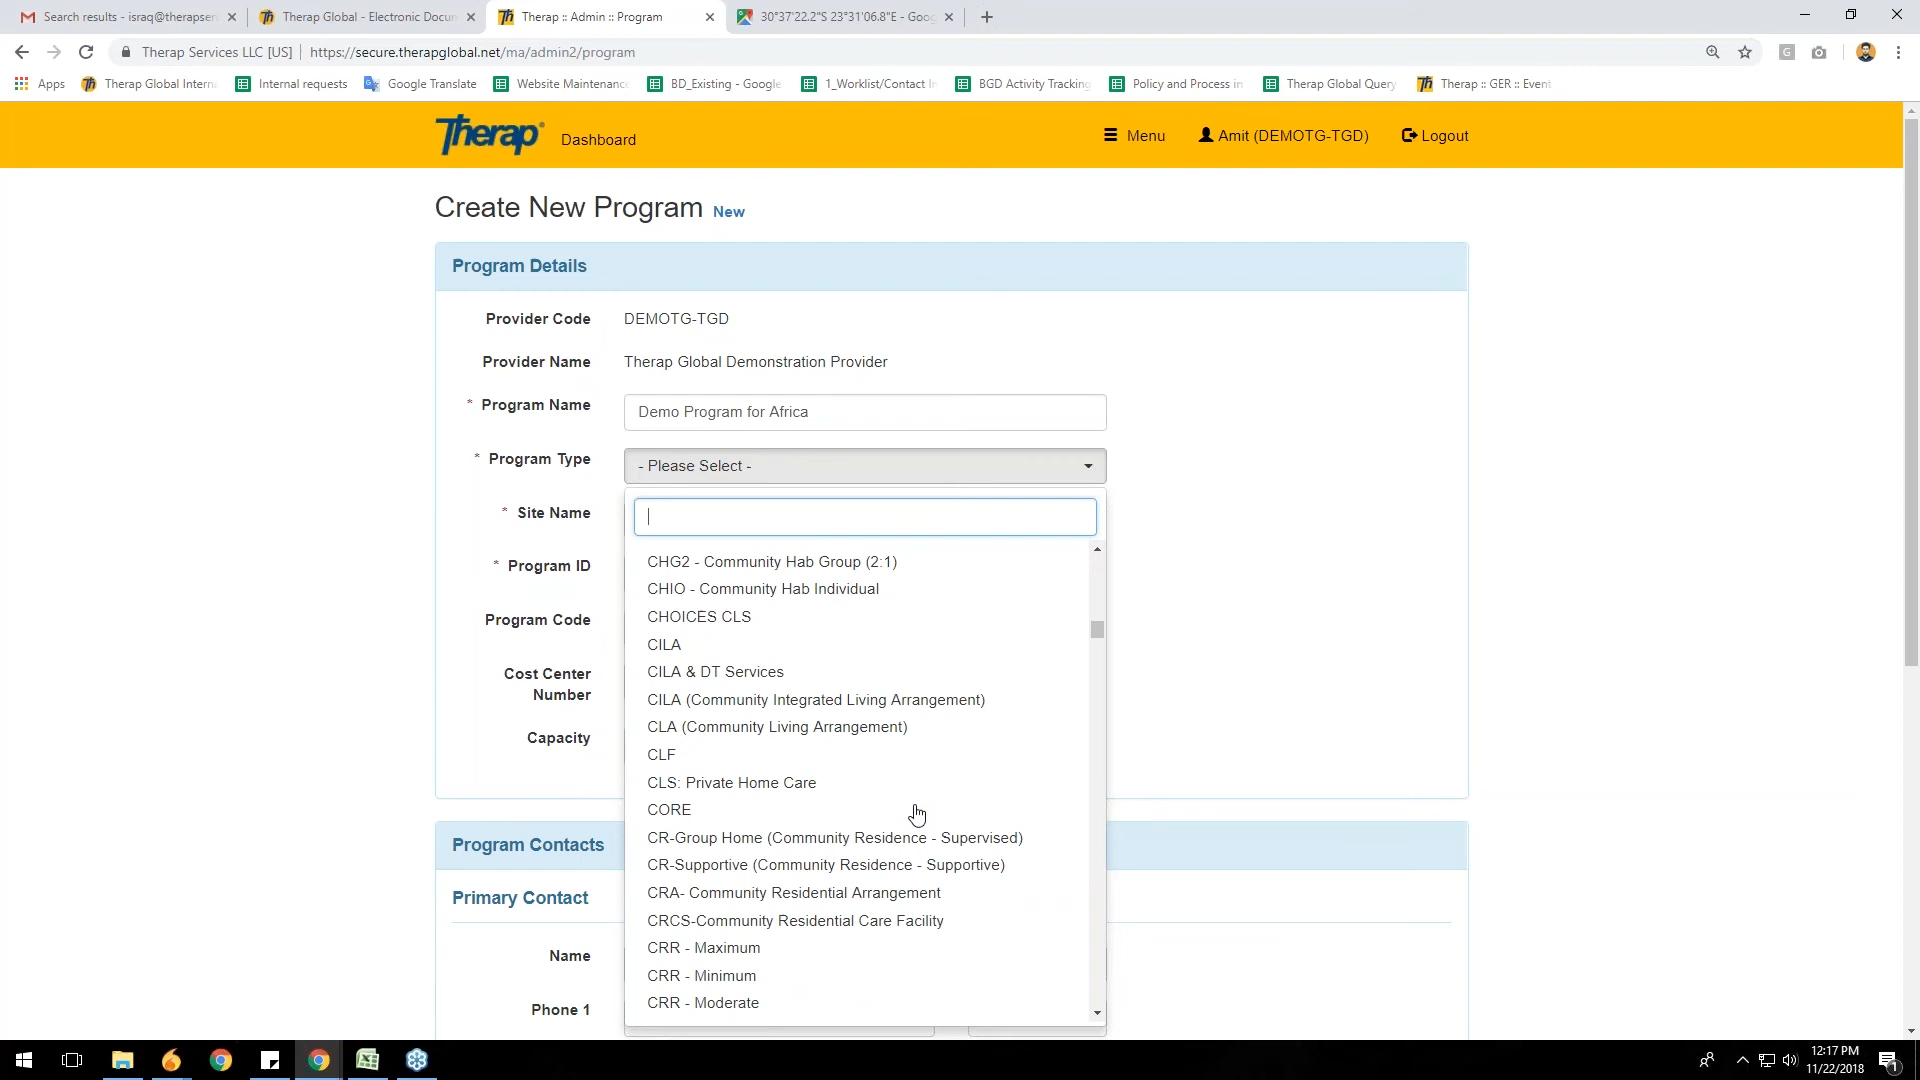 Search results - israq@therapser
Therap Global - Electronic Docum
Therap :: Admin :: Program
30°37'22.2"S 23°31'06.8"E - Goog
Therap Services LLC [US] | https://secure.therapglobal.net/ma/admin2/program
Apps
Therap Global Interna
Internal requests
Google Translate
Website Maintenance
BD_Existing - Google
1_Worklist/Contact In
BGD Activity Tracking
Policy and Process in
Therap Global Query
Therap :: GER :: Event
Therap
Dashboard
Menu
Amit (DEMOTG-TGD)
Logout
Create New Program New
Program Details
Provider Code DEMOTG-TGD
Provider Name Therap Global Demonstration Provider
* Program Name Demo Program for Africa
* Program Type - Please Select -
* Site Name
* Program ID
Program Code
Cost Center
Number
Capacity
CHG2 - Community Hab Group (2:1)
CHIO - Community Hab Individual
CHOICES CLS
CILA
CILA & DT Services
CILA (Community Integrated Living Arrangement)
CLA (Community Living Arrangement)
CLF
CLS: Private Home Care
CORE
CR-Group Home (Community Residence - Supervised)
CR-Supportive (Community Residence - Supportive)
CRA- Community Residential Arrangement
CRCS-Community Residential Care Facility
CRR - Maximum
CRR - Minimum
CRR - Moderate
Program Contacts
Primary Contact
Name
Phone 1
12:17 PM
11/22/2018
1